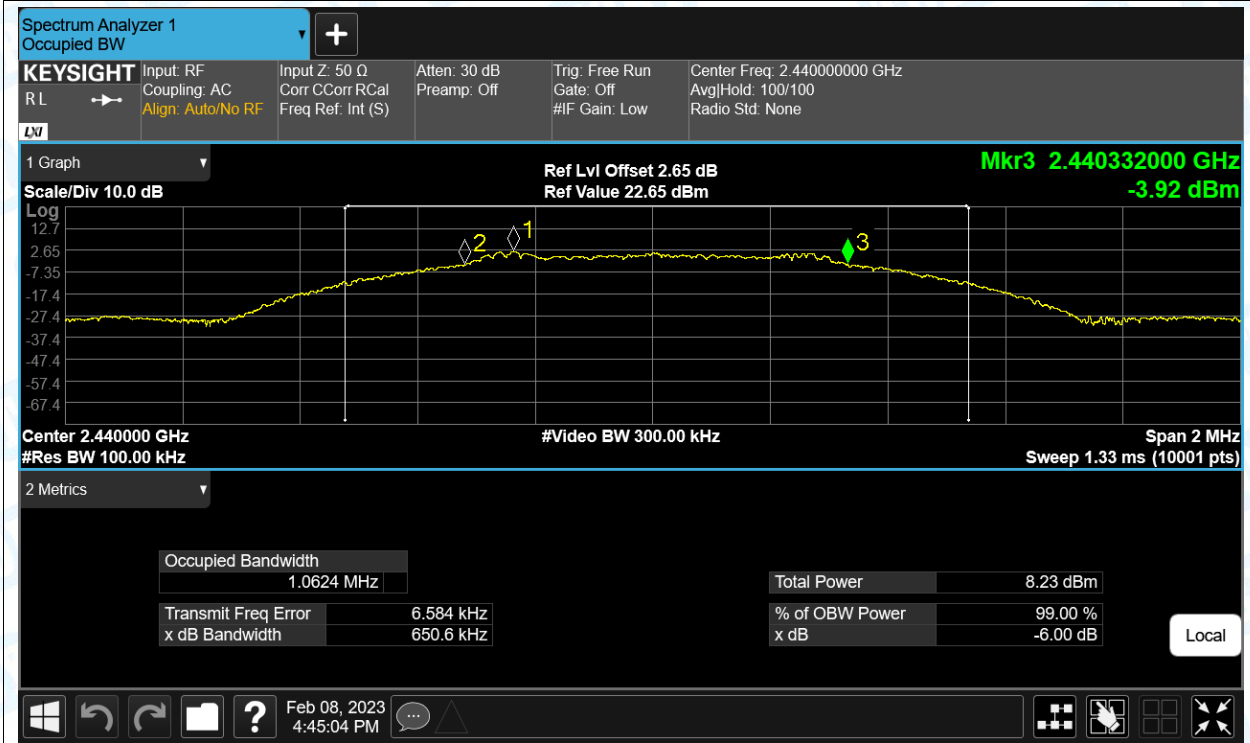 Spectrum Analyzer 1
Occupied BW
KEYSIGHT
R L
LXI
Input: RF
Coupling: AC
Align: Auto/No RF
Input Z: 50 Ω
Corr CCorr RCal
Freq Ref: Int (S)
Atten: 30 dB
Preamp: Off
Trig: Free Run
Gate: Off
#IF Gain: Low
Center Freq: 2.440000000 GHz
Avg|Hold: 100/100
Radio Std: None
1 Graph
Scale/Div 10.0 dB
Ref Lvl Offset 2.65 dB
Ref Value 22.65 dBm
Mkr3 2.440332000 GHz
-3.92 dBm
Log
12.7
2.65
-7.35
-17.4
-27.4
-37.4
-47.4
-57.4
-67.4
2
1
3
Center 2.440000 GHz
#Video BW 300.00 kHz
Span 2 MHz
#Res BW 100.00 kHz
Sweep 1.33 ms (10001 pts)
2 Metrics
Occupied Bandwidth
1.0624 MHz
Transmit Freq Error 6.584 kHz
x dB Bandwidth 650.6 kHz
Total Power 8.23 dBm
% of OBW Power 99.00 %
x dB -6.00 dB
Local
?
Feb 08, 2023
4:45:04 PM